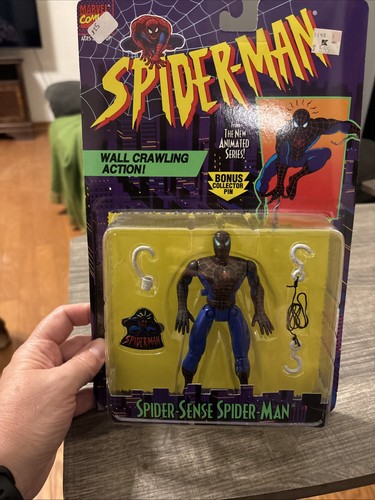 MARVEL
COMICS
SPIDER-MAN
WALL CRAWLING
ACTION!
FROM
THE NEW
ANIMATED
SERIES!
BONUS
COLLECTOR
PIN
SPIDER-MAN
SPIDER-SENSE SPIDER-MAN